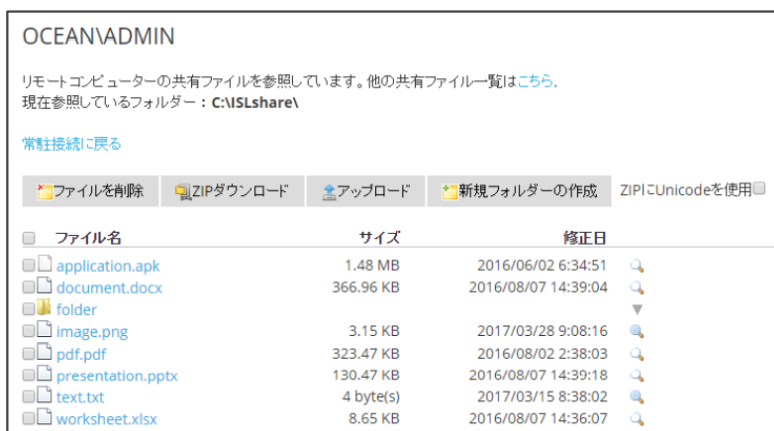 OCEAN\ADMIN
リモートコンピューターの共有ファイルを参照しています。他の共有ファイル一覧はこちら.
現在参照しているフォルダー：C:\ISLshare\
常駐接続に戻る
ファイルを削除 ZIPダウンロード アップロード 新規フォルダーの作成 ZIPにUnicodeを使用
ファイル名 サイズ 修正日
application.apk 1.48 MB 2016/06/02 6:34:51
document.docx 366.96 KB 2016/08/07 14:39:04
folder
image.png 3.15 KB 2017/03/28 9:08:16
pdf.pdf 323.47 KB 2016/08/02 2:38:03
presentation.pptx 130.47 KB 2016/08/07 14:39:18
text.txt 4 byte(s) 2017/03/15 8:38:02
worksheet.xlsx 8.65 KB 2016/08/07 14:36:07